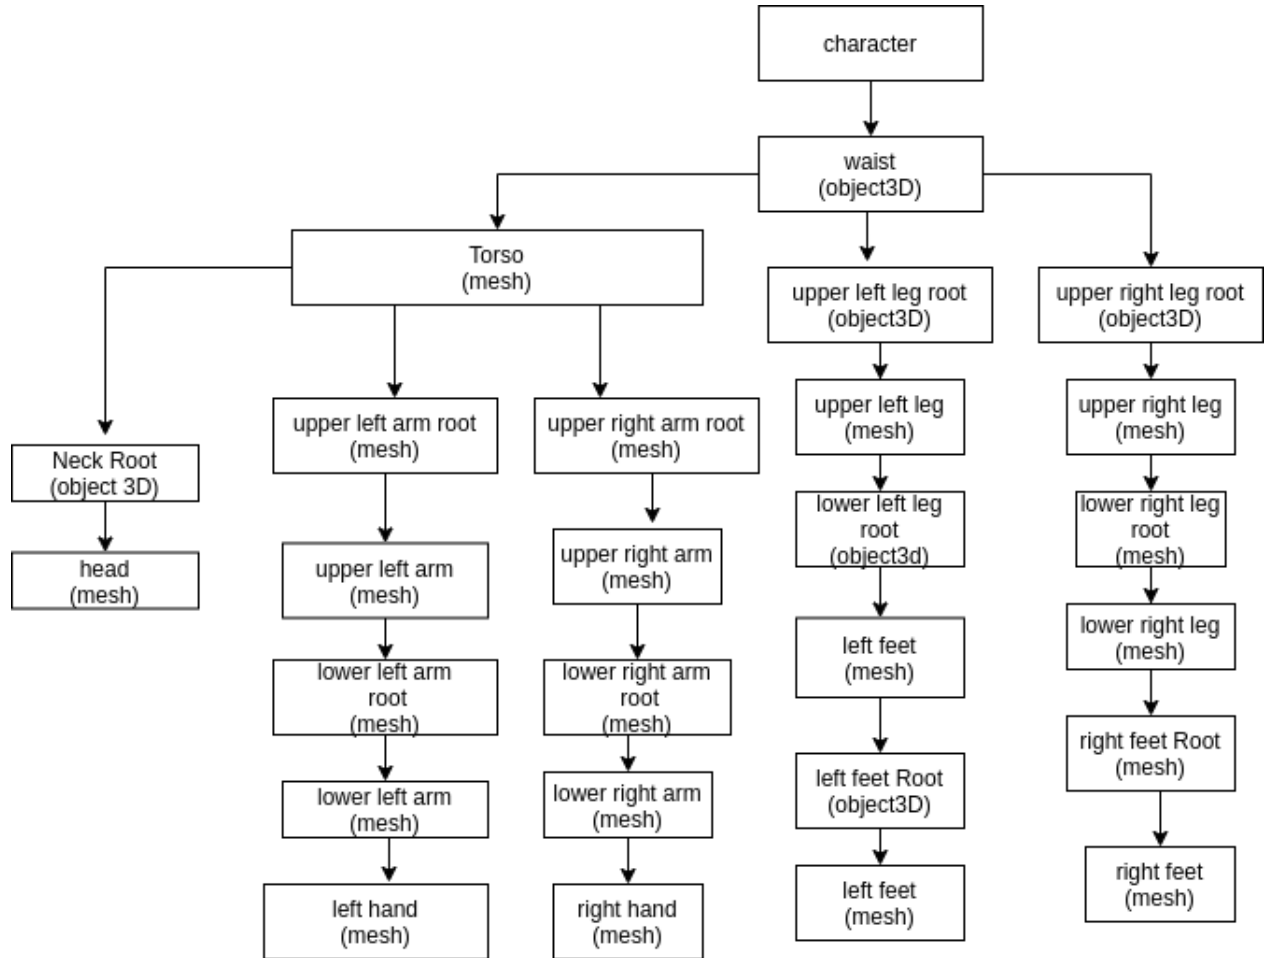 character
waist
(object3D)
Torso
(mesh)
upper left leg root
(object3D)
upper right leg root
(object3D)
upper left arm root
(mesh)
upper right arm root
(mesh)
upper left leg
(mesh)
upper right leg
(mesh)
Neck Root
(object 3D)
lower left leg
root
(object3d)
lower right leg
root
(mesh)
head
(mesh)
upper left arm
(mesh)
upper right arm
(mesh)
left feet
(mesh)
lower right leg
(mesh)
lower left arm
root
(mesh)
lower right arm
root
(mesh)
left feet Root
(object3D)
right feet Root
(mesh)
lower left arm
(mesh)
lower right arm
(mesh)
left hand
(mesh)
right hand
(mesh)
left feet
(mesh)
right feet
(mesh)